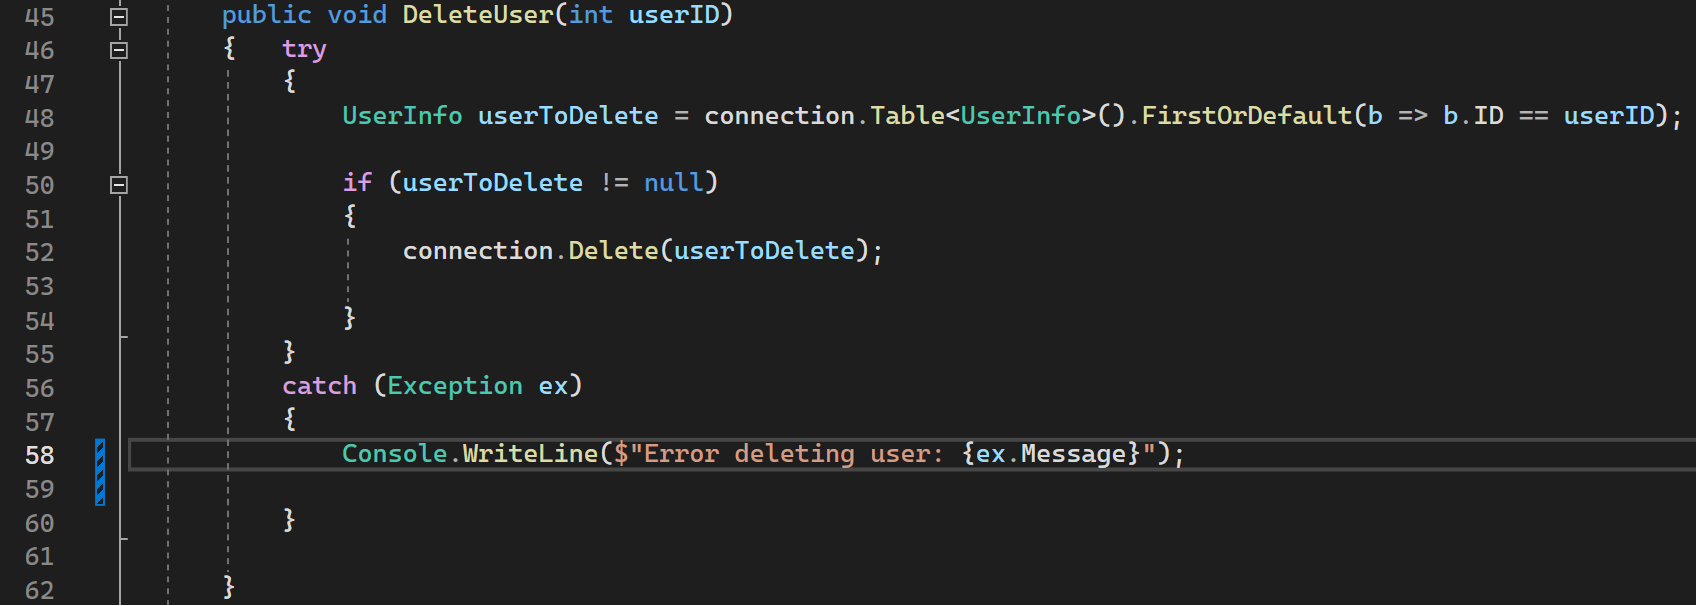 45 public void DeleteUser(int userID)
46 { try
47 {
48 UserInfo userToDelete = connection.Table<UserInfo>().FirstOrDefault(b => b.ID == userID);
49
50 if (userToDelete != null)
51 {
52 connection.Delete(userToDelete);
53
54 }
55 }
56 catch (Exception ex)
57 {
58 Console.WriteLine($"Error deleting user: {ex.Message}");
59
60 }
61
62 }